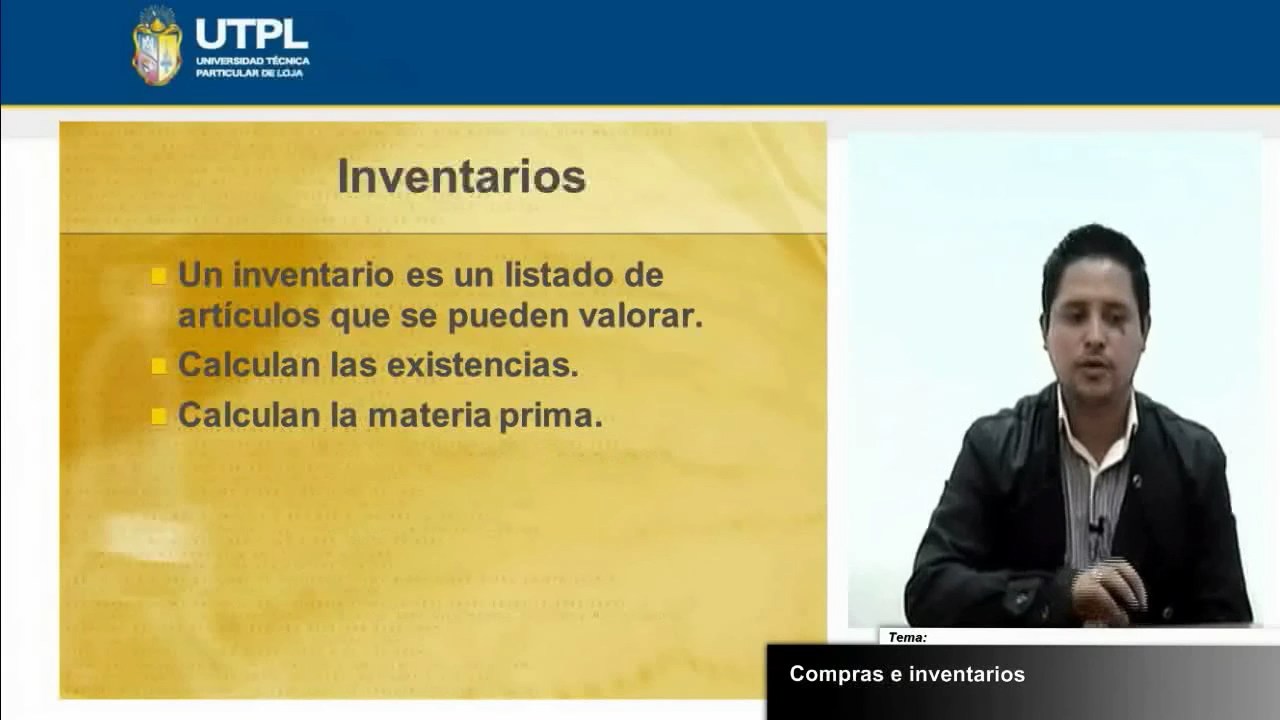 UTPL
UNIVERSIDAD TÉCNICA
PARTICULAR DE LOJA
Inventarios
Un inventario es un listado de
artículos que se pueden valorar.
Calculan las existencias.
Calculan la materia prima.
Tema:
Compras e inventarios